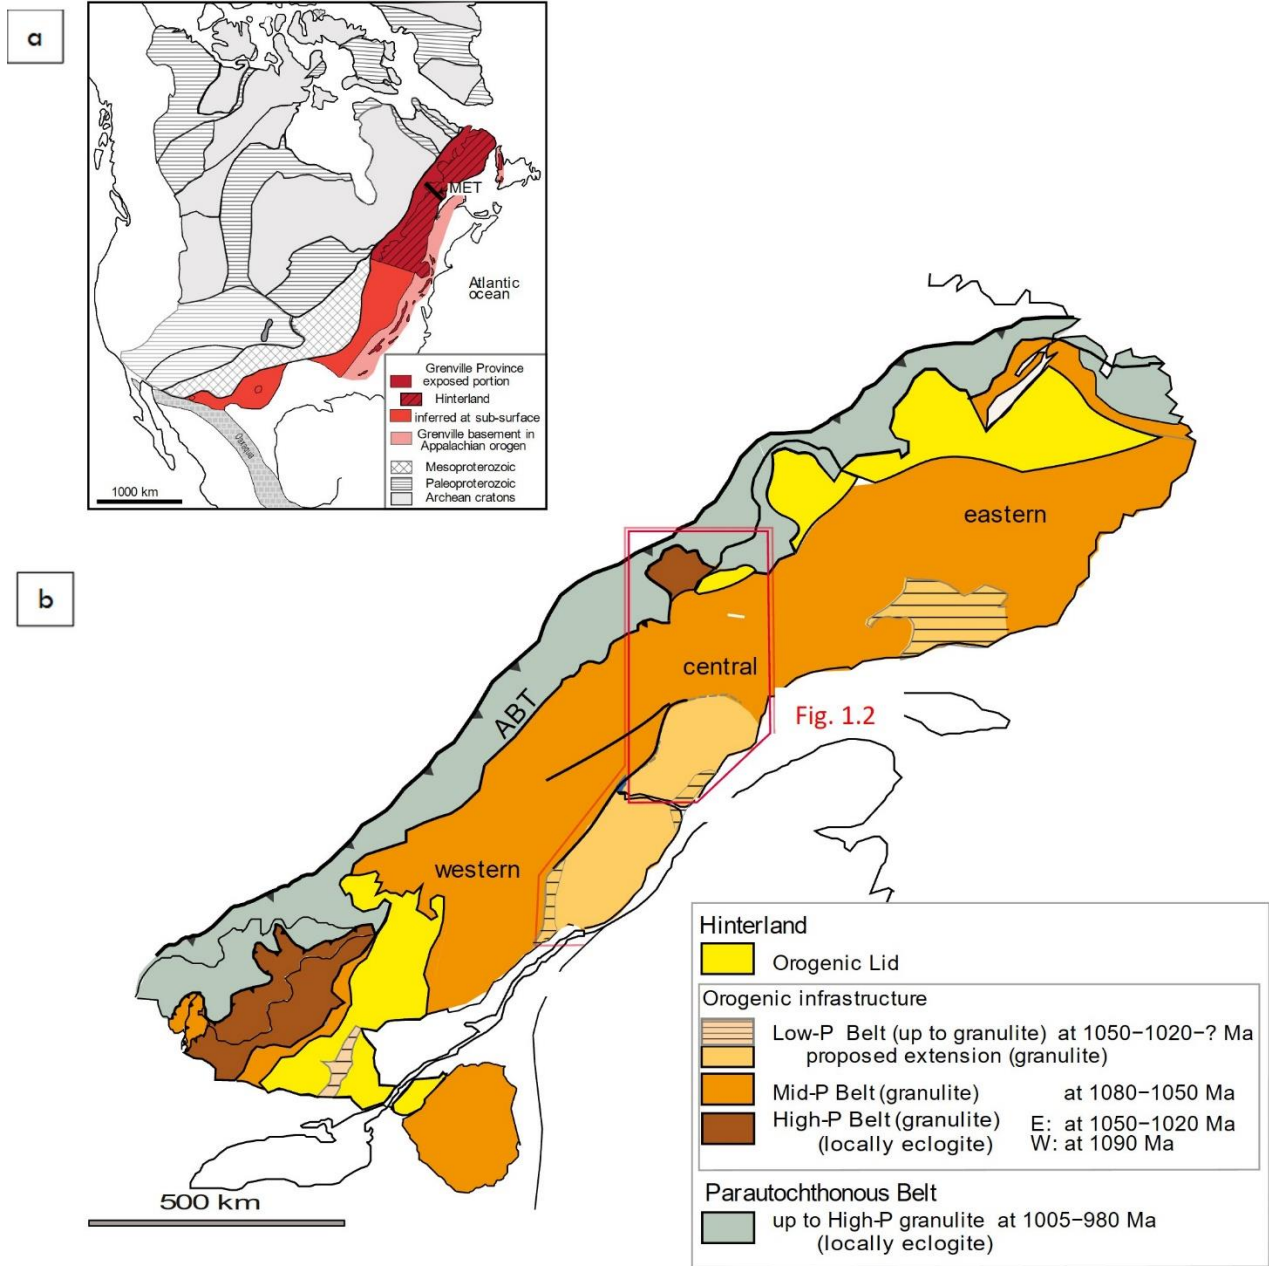 a
MET
Atlantic
ocean
Grenville Province
exposed portion
Hinterland
inferred at sub-surface
Grenville basement in
Appalachian orogen
Mesoproterozoic
Paleoproterozoic
Archean cratons
1000 km
b
eastern
central
Fig. 1.2
ABT
western
500 km
Hinterland
Orogenic Lid
Orogenic infrastructure
Low-P Belt (up to granulite) at 1050–1020–? Ma
proposed extension (granulite)
Mid-P Belt (granulite) at 1080–1050 Ma
High-P Belt (granulite) E: at 1050–1020 Ma
(locally eclogite) W: at 1090 Ma
Parautochthonous Belt
up to High-P granulite at 1005–980 Ma
(locally eclogite)